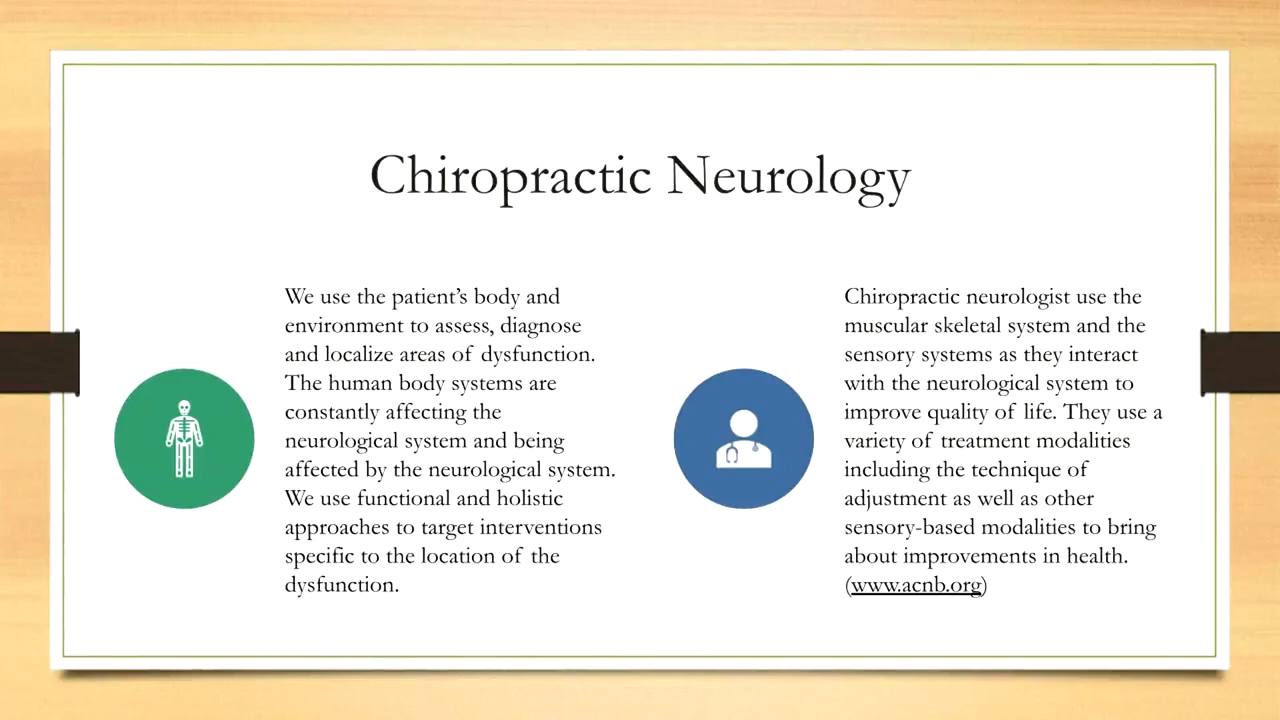 Chiropractic Neurology
We use the patient’s body and
environment to assess, diagnose
and localize areas of dysfunction.
The human body systems are
constantly affecting the
neurological system and being
affected by the neurological system.
We use functional and holistic
approaches to target interventions
specific to the location of the
dysfunction.
Chiropractic neurologist use the
muscular skeletal system and the
sensory systems as they interact
with the neurological system to
improve quality of life. They use a
variety of treatment modalities
including the technique of
adjustment as well as other
sensory-based modalities to bring
about improvements in health.
(www.acnb.org)